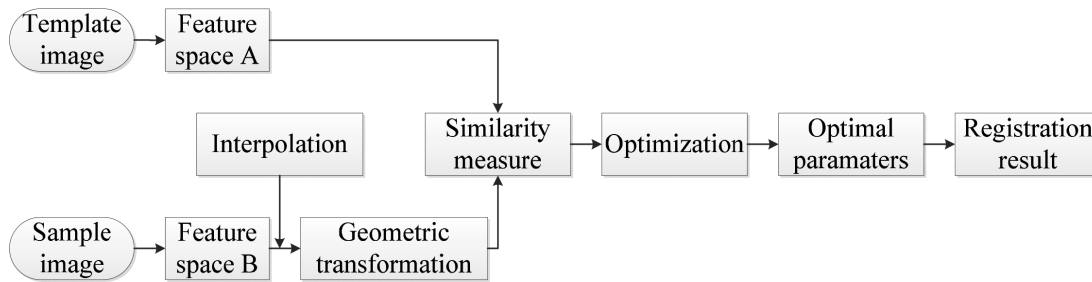 Template
image
Feature
space A
Interpolation
Similarity
measure
Optimization
Optimal
paramaters
Registration
result
Sample
image
Feature
space B
Geometric
transformation